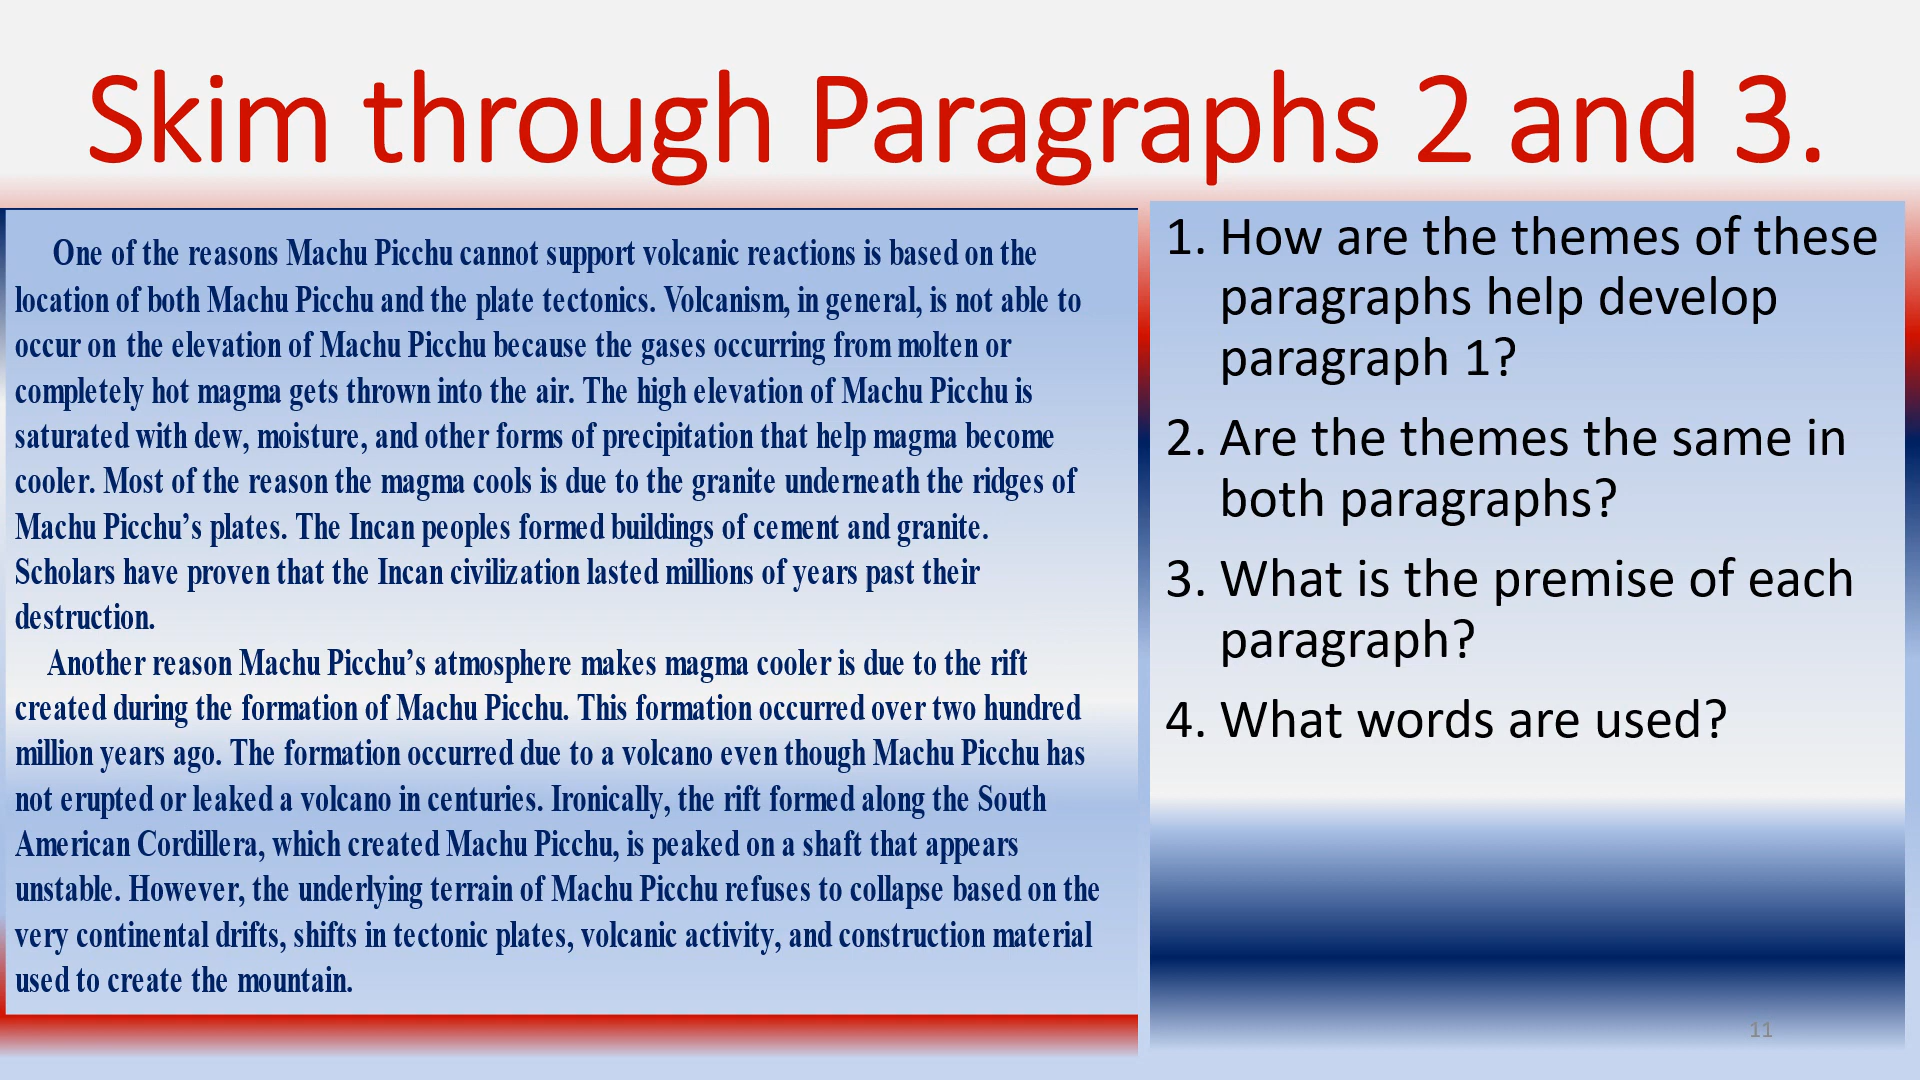 Skim through Paragraphs 2 and 3.
One of the reasons Machu Picchu cannot support volcanic reactions is based on the
location of both Machu Picchu and the plate tectonics. Volcanism, in general, is not able to
occur on the elevation of Machu Picchu because the gases occurring from molten or
completely hot magma gets thrown into the air. The high elevation of Machu Picchu is
saturated with dew, moisture, and other forms of precipitation that help magma become
cooler. Most of the reason the magma cools is due to the granite underneath the ridges of
Machu Picchu’s plates. The Incan peoples formed buildings of cement and granite.
Scholars have proven that the Incan civilization lasted millions of years past their
destruction.
Another reason Machu Picchu’s atmosphere makes magma cooler is due to the rift
created during the formation of Machu Picchu. This formation occurred over two hundred
million years ago. The formation occurred due to a volcano even though Machu Picchu has
not erupted or leaked a volcano in centuries. Ironically, the rift formed along the South
American Cordillera, which created Machu Picchu, is peaked on a shaft that appears
unstable. However, the underlying terrain of Machu Picchu refuses to collapse based on the
very continental drifts, shifts in tectonic plates, volcanic activity, and construction material
used to create the mountain.
1. How are the themes of these
paragraphs help develop
paragraph 1?
2. Are the themes the same in
both paragraphs?
3. What is the premise of each
paragraph?
4. What words are used?
11